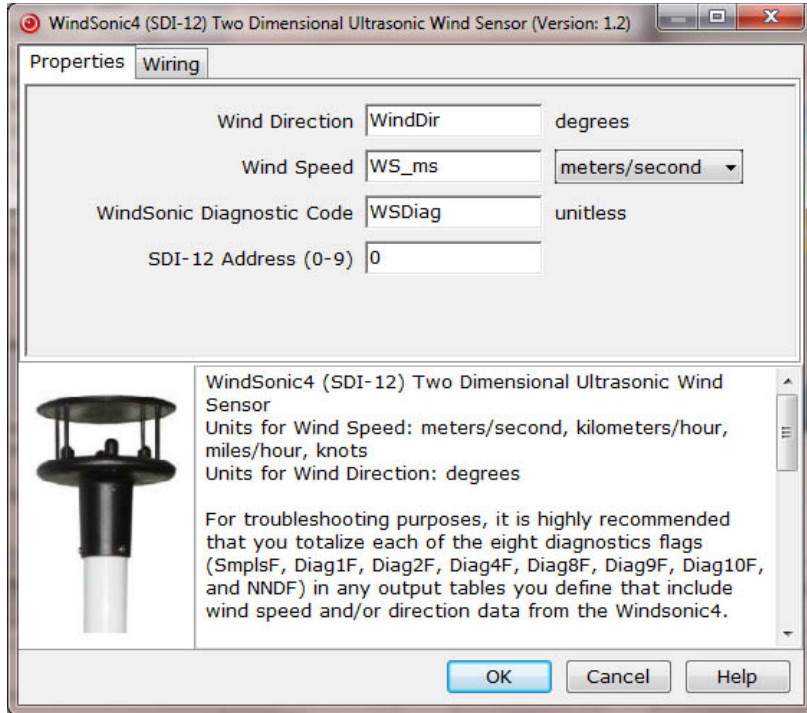 WindSonic4 (SDI-12) Two Dimensional Ultrasonic Wind Sensor (Version: 1.2)
Properties Wiring
Wind Direction WindDir degrees
Wind Speed WS_ms meters/second
WindSonic Diagnostic Code WSDiag unitless
SDI-12 Address (0-9) 0
WindSonic4 (SDI-12) Two Dimensional Ultrasonic Wind
Sensor
Units for Wind Speed: meters/second, kilometers/hour,
miles/hour, knots
Units for Wind Direction: degrees
For troubleshooting purposes, it is highly recommended
that you totalize each of the eight diagnostics flags
(SmplsF, Diag1F, Diag2F, Diag4F, Diag8F, Diag9F, Diag10F,
and NNDF) in any output tables you define that include
wind speed and/or direction data from the Windsonic4.
OK Cancel Help